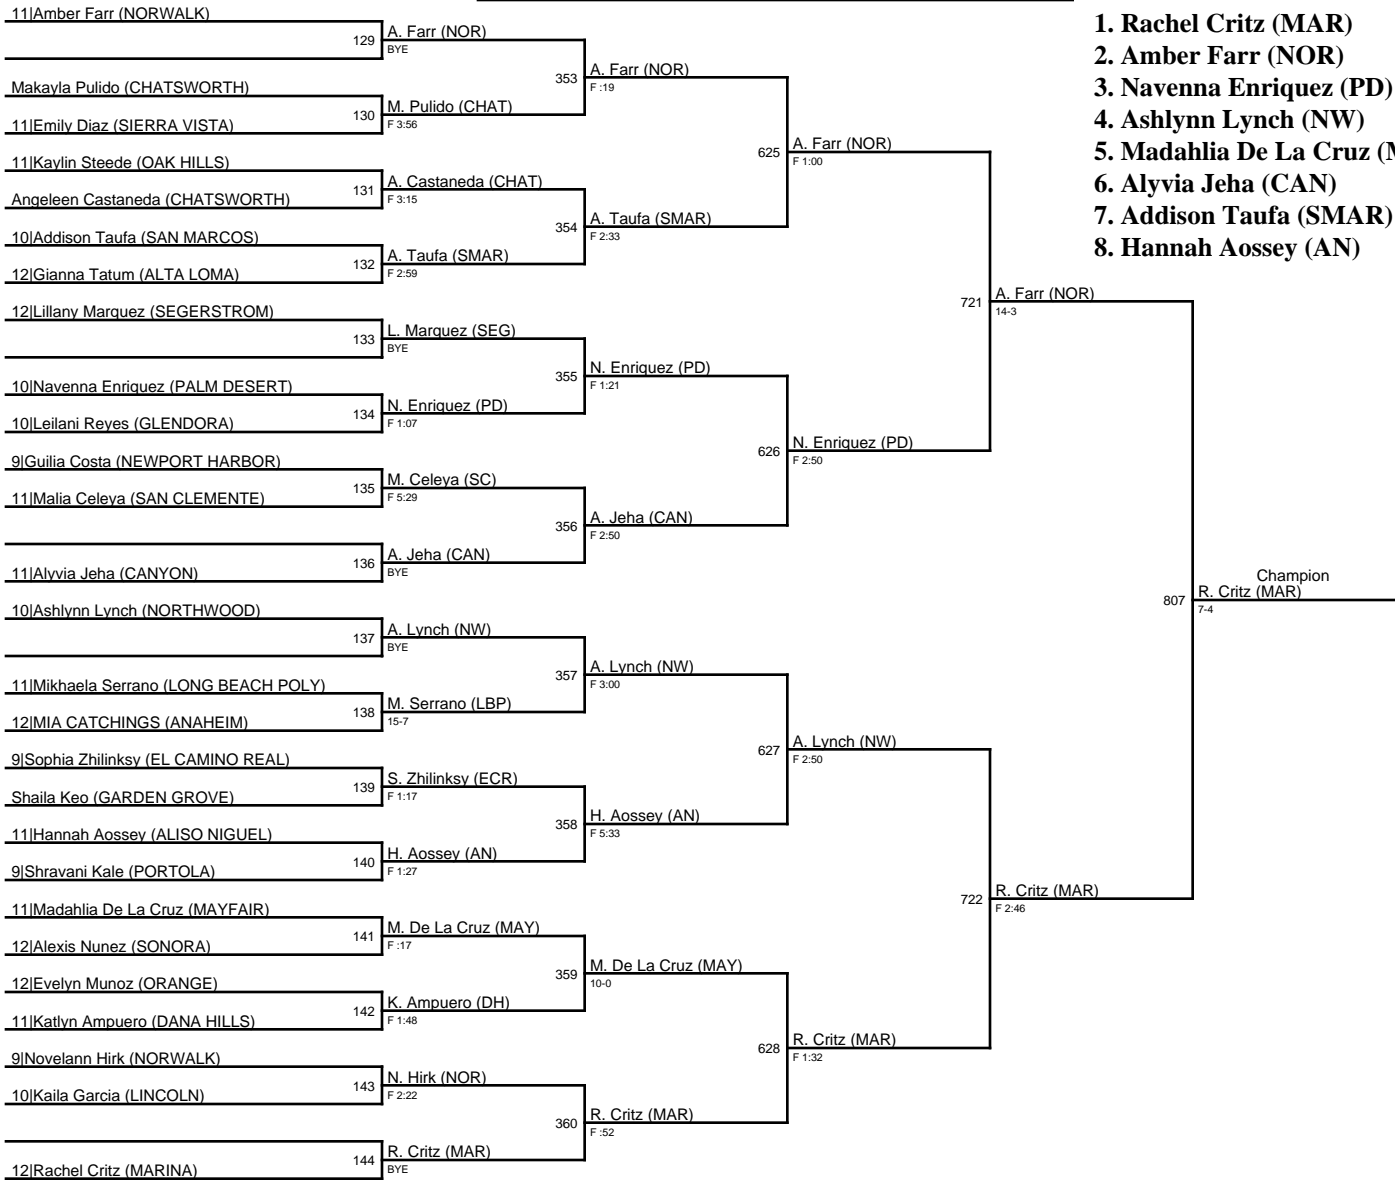 11|Amber Farr (NORWALK)
129
A. Farr (NOR)
BYE
Makayla Pulido (CHATSWORTH)
11|Emily Diaz (SIERRA VISTA)
130
M. Pulido (CHAT)
F 3:56
353
A. Farr (NOR)
F :19
11|Kaylin Steede (OAK HILLS)
Angeleen Castaneda (CHATSWORTH)
131
A. Castaneda (CHAT)
F 3:15
10|Addison Taufa (SAN MARCOS)
12|Gianna Tatum (ALTA LOMA)
132
A. Taufa (SMAR)
F 2:59
354
A. Taufa (SMAR)
F 2:33
625
A. Farr (NOR)
F 1:00
12|Lillany Marquez (SEGERSTROM)
133
L. Marquez (SEG)
BYE
10|Navenna Enriquez (PALM DESERT)
10|Leilani Reyes (GLENDORA)
134
N. Enriquez (PD)
F 1:07
355
N. Enriquez (PD)
F 1:21
9|Guilia Costa (NEWPORT HARBOR)
11|Malia Celeya (SAN CLEMENTE)
135
M. Celeya (SC)
F 5:29
11|Alyvia Jeha (CANYON)
136
A. Jeha (CAN)
BYE
356
A. Jeha (CAN)
F 2:50
626
N. Enriquez (PD)
F 2:50
721
A. Farr (NOR)
14-3
10|Ashlynn Lynch (NORTHWOOD)
137
A. Lynch (NW)
BYE
11|Mikhaela Serrano (LONG BEACH POLY)
12|MIA CATCHINGS (ANAHEIM)
138
M. Serrano (LBP)
15-7
357
A. Lynch (NW)
F 3:00
9|Sophia Zhilinksy (EL CAMINO REAL)
Shaila Keo (GARDEN GROVE)
139
S. Zhilinksy (ECR)
F 1:17
11|Hannah Aossey (ALISO NIGUEL)
9|Shravani Kale (PORTOLA)
140
H. Aossey (AN)
F 1:27
358
H. Aossey (AN)
F 5:33
627
A. Lynch (NW)
F 2:50
11|Madahlia De La Cruz (MAYFAIR)
12|Alexis Nunez (SONORA)
141
M. De La Cruz (MAY)
F :17
12|Evelyn Munoz (ORANGE)
11|Katlyn Ampuero (DANA HILLS)
142
K. Ampuero (DH)
F 1:48
359
M. De La Cruz (MAY)
10-0
9|Novelann Hirk (NORWALK)
10|Kaila Garcia (LINCOLN)
143
N. Hirk (NOR)
F 2:22
12|Rachel Critz (MARINA)
144
R. Critz (MAR)
BYE
360
R. Critz (MAR)
F :52
628
R. Critz (MAR)
F 1:32
722
R. Critz (MAR)
F 2:46
807
Champion
R. Critz (MAR)
7-4
1. Rachel Critz (MAR)
2. Amber Farr (NOR)
3. Navenna Enriquez (PD)
4. Ashlynn Lynch (NW)
5. Madahlia De La Cruz (
6. Alyvia Jeha (CAN)
7. Addison Taufa (SMAR)
8. Hannah Aossey (AN)